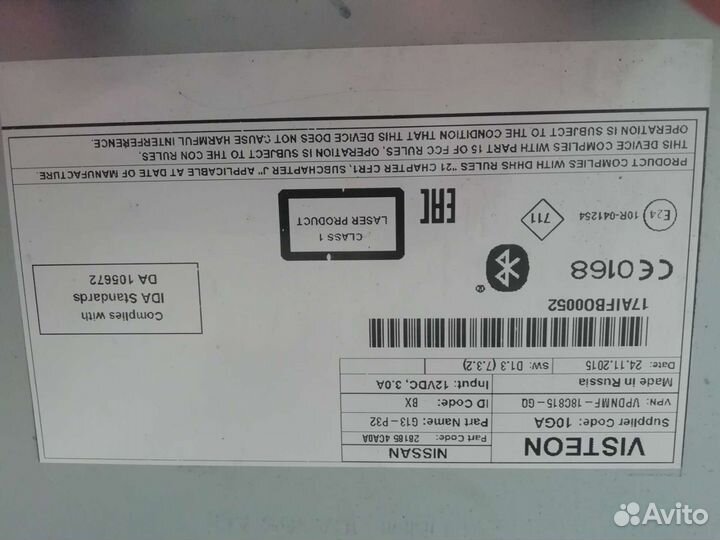 VISTEON
NISSAN
Supplier Code: 10GA
Part Code: 28185 4CA0A
VPN: VPDNMF-18C815-GQ
Part Name: G13-P32
ID Code: BX
Made in Russia
Input: 12VDC, 3.0A
Date: 24.11.2015
SW: D1.3 (7.3.2)
17AIFBO0052
CE0168
Complies with
IDA Standards
DA 105672
E24 10R-041254
711
EAC
CLASS 1
LASER PRODUCT
PRODUCT COMPLIES WITH DHHS RULES "21 CHAPTER CFR1, SUBCHAPTER "J" APPLICABLE AT DATE OF MANUFACTURE.
THIS DEVICE COMPLIES WITH PART 15 OF FCC RULES, OPERATION IS SUBJECT TO THE CON RULES.
OPERATION IS SUBJECT TO THE CONDITION THAT THIS DEVICE DOES NOT CAUSE HARMFUL INTERFERENCE.
Avito